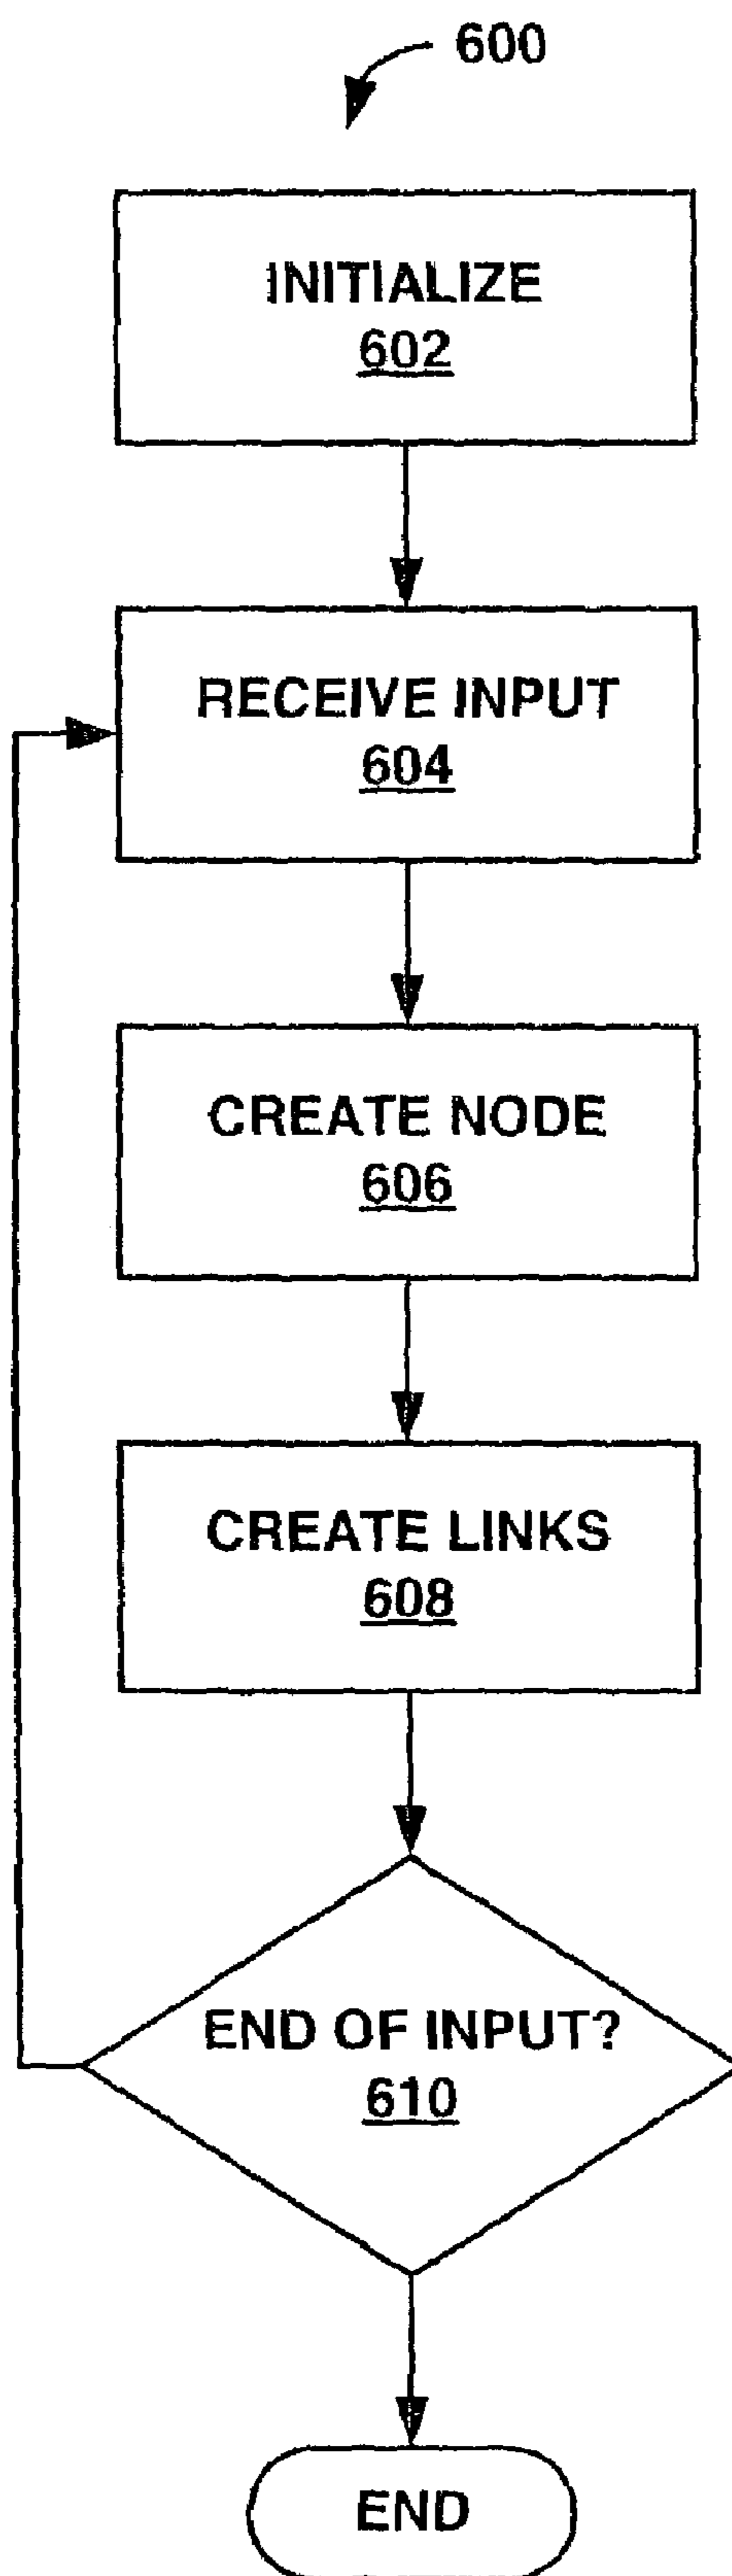 600
INITIALIZE
602
RECEIVE INPUT
604
CREATE NODE
606
CREATE LINKS
608
END OF INPUT?
610
END